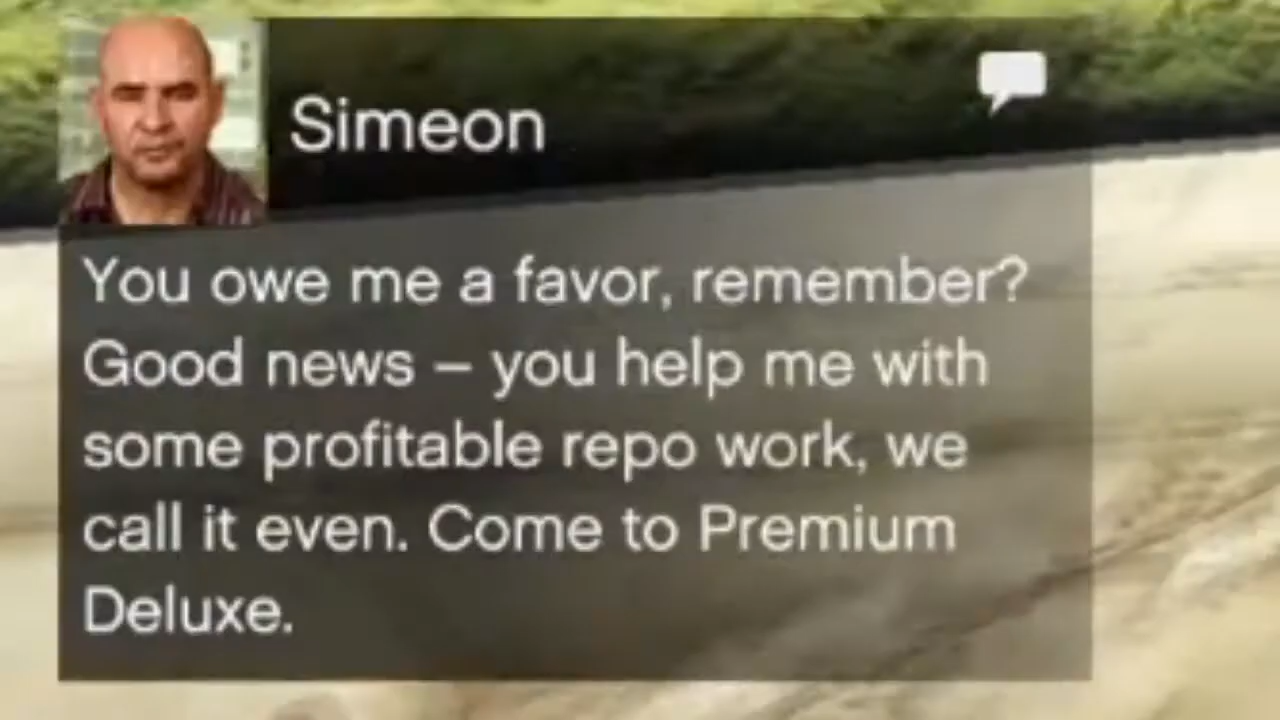 Simeon
You owe me a favor, remember?
Good news – you help me with
some profitable repo work, we
call it even. Come to Premium
Deluxe.